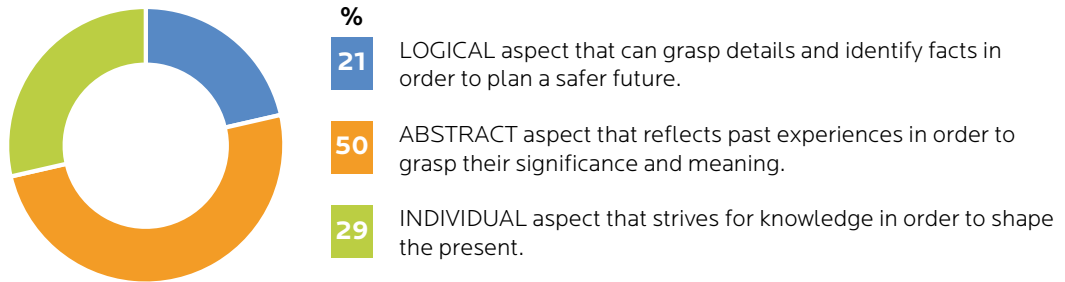 %
21
LOGICAL aspect that can grasp details and identify facts in
order to plan a safer future.
50
ABSTRACT aspect that reflects past experiences in order to
grasp their significance and meaning.
29
INDIVIDUAL aspect that strives for knowledge in order to shape
the present.